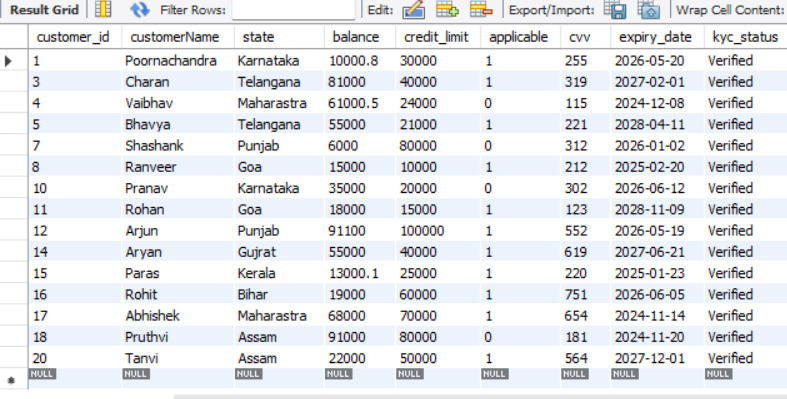 Result Grid Filter Rows: Edit: Export/Import: Wrap Cell Content:
customer_id customerName state balance credit_limit applicable cvv expiry_date kyc_status
1 Poornachandra Karnataka 10000.8 30000 1 255 2026-05-20 Verified
3 Charan Telangana 81000 40000 1 319 2027-02-01 Verified
4 Vaibhav Maharastra 61000.5 24000 0 115 2024-12-08 Verified
5 Bhavya Telangana 55000 21000 1 221 2028-04-11 Verified
7 Shashank Punjab 6000 80000 0 312 2026-01-02 Verified
8 Ranveer Goa 15000 10000 1 212 2025-02-20 Verified
10 Pranav Karnataka 35000 20000 0 302 2026-06-12 Verified
11 Rohan Goa 18000 15000 1 123 2028-11-09 Verified
12 Arjun Punjab 91100 100000 1 552 2026-05-19 Verified
14 Aryan Gujrat 55000 40000 1 619 2027-06-21 Verified
15 Paras Kerala 13000.1 25000 1 220 2025-01-23 Verified
16 Rohit Bihar 19000 60000 1 751 2026-06-05 Verified
17 Abhishek Maharastra 68000 70000 1 654 2024-11-14 Verified
18 Pruthvi Assam 91000 80000 0 181 2024-11-20 Verified
20 Tanvi Assam 22000 50000 1 564 2027-12-01 Verified
NULL NULL NULL NULL NULL NULL NULL NULL NULL